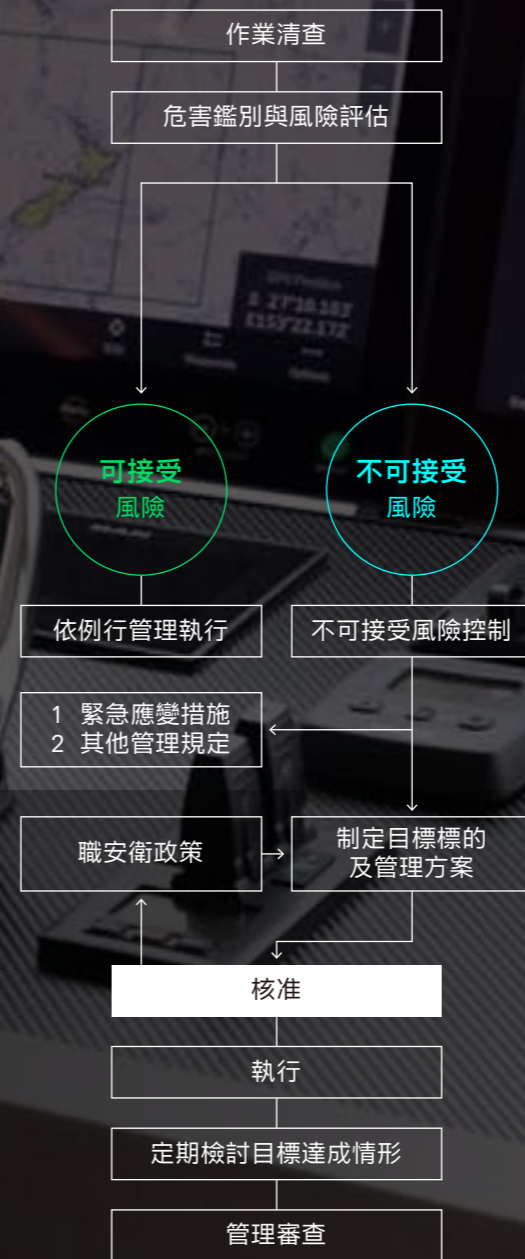 作業清查
危害鑑別與風險評估
可接受
風險
不可接受
風險
依例行管理執行
不可接受風險控制
1 緊急應變措施
2 其他管理規定
職安衛政策
制定目標標的
及管理方案
核准
執行
定期檢討目標達成情形
管理審查